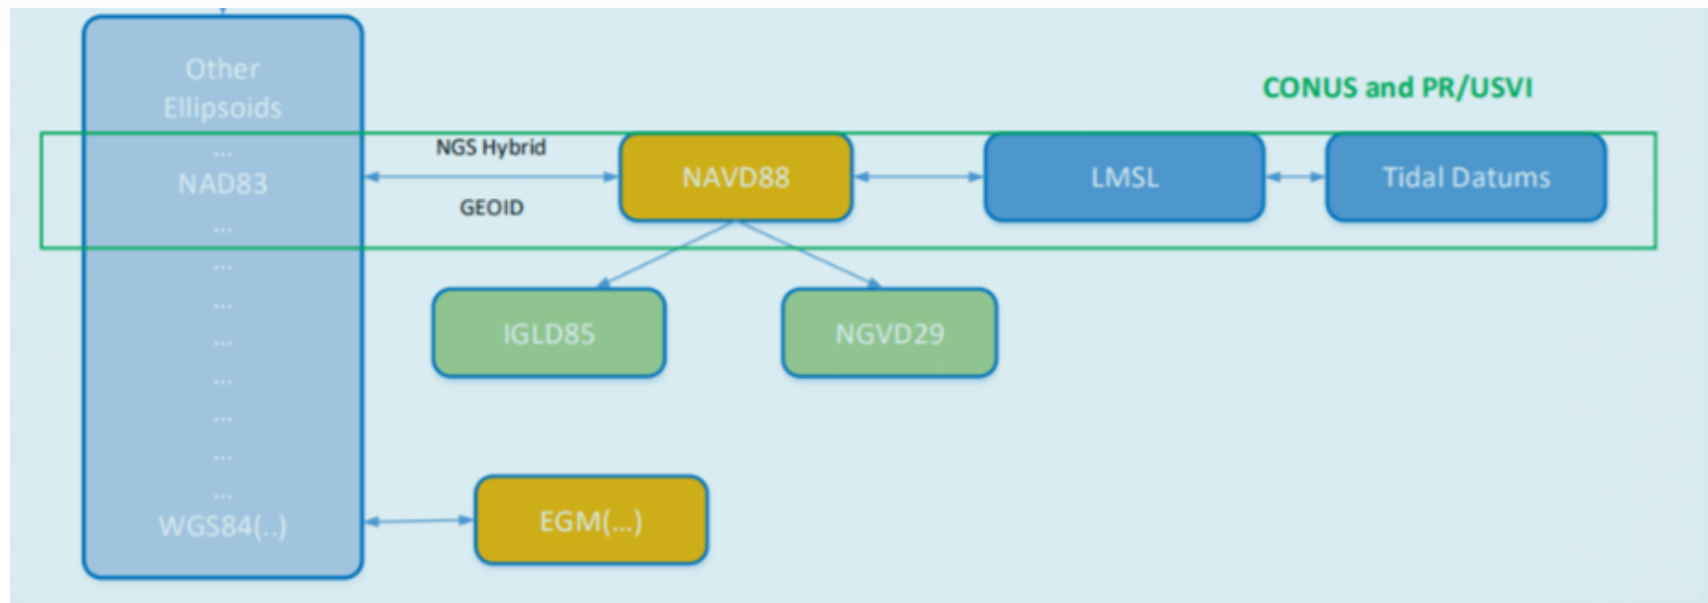 Other
Ellipsoids
...
NAD83
...
...
...
...
...
...
...
...
WGS84(..)
NGS Hybrid
GEOID
NAVD88
LMSL
Tidal Datums
CONUS and PR/USVI
IGLD85
NGVD29
EGM(...)